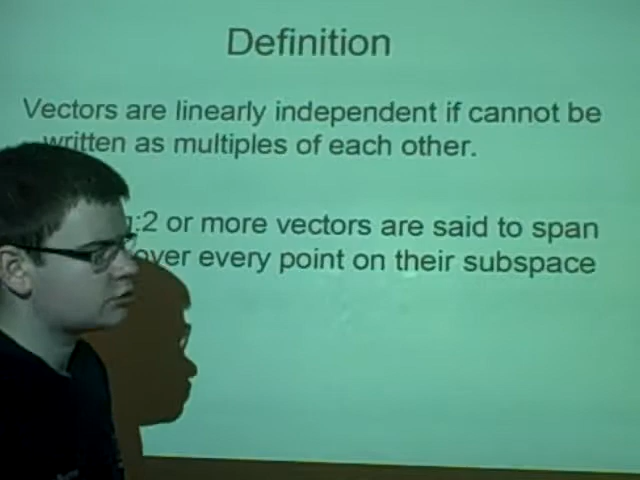 Definition
Vectors are linearly independent if cannot be
written as multiples of each other.
:2 or more vectors are said to span
over every point on their subspace